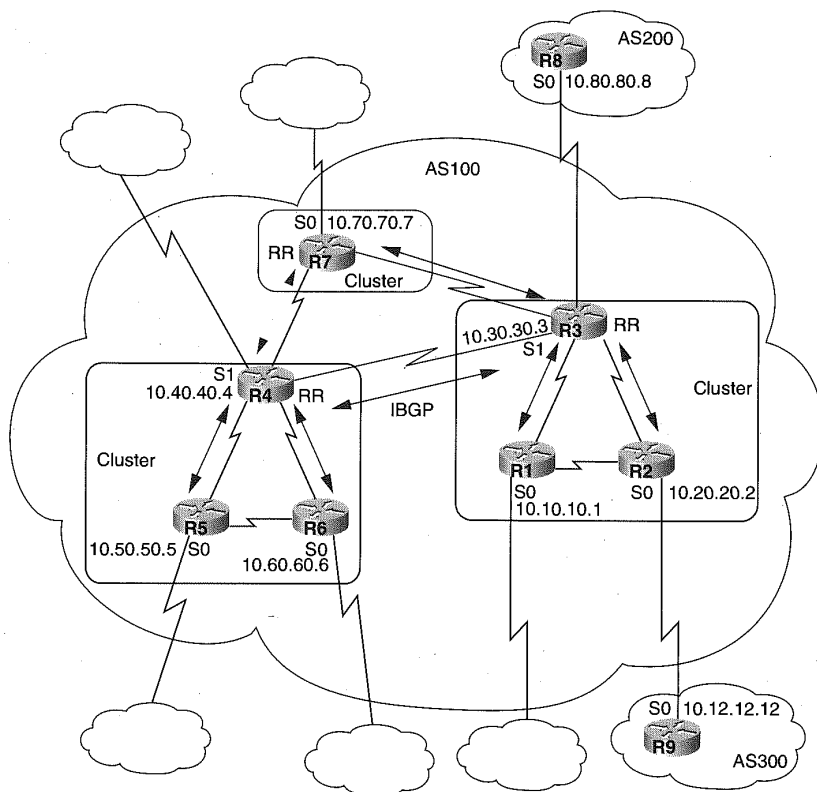 AS200
R8
S0 10.80.80.8
AS100
S0 10.70.70.7
RR
R7
Cluster
10.30.30.3
R3
RR
S1
S1
10.40.40.4
R4
RR
IBGP
Cluster
Cluster
R1
R2
S0
S0
10.20.20.2
10.10.10.1
R5
R6
10.50.50.5
S0
S0
10.60.60.6
S0 10.12.12.12
R9
AS300